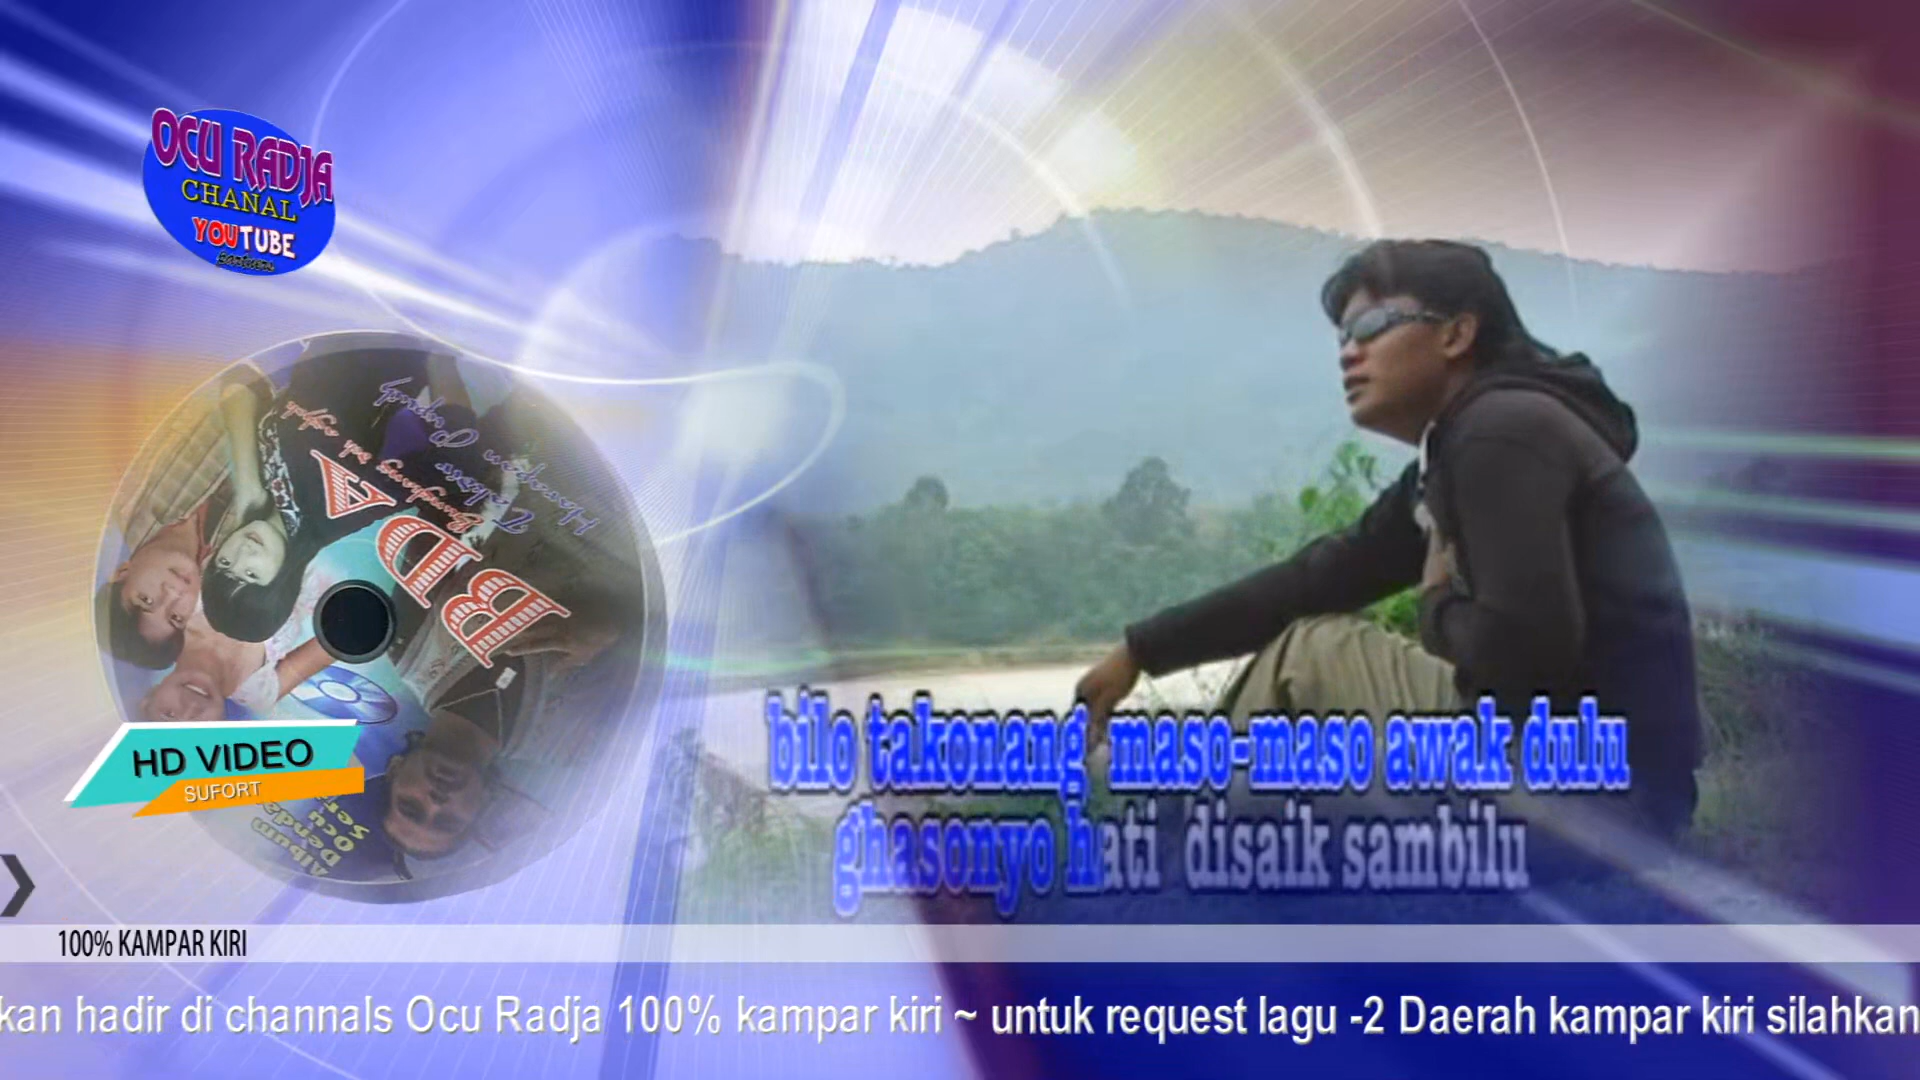 OCU RADJA
CHANAL
YOUTUBE
partners
BDA
HD VIDEO
SUFORT
Album
bilo takonang maso-maso awak dulu
ghasonyo hati disaik sambilu
100% KAMPAR KIRI
kan hadir di channals Ocu Radja 100% kampar kiri ~ untuk request lagu -2 Daerah kampar kiri silahkan